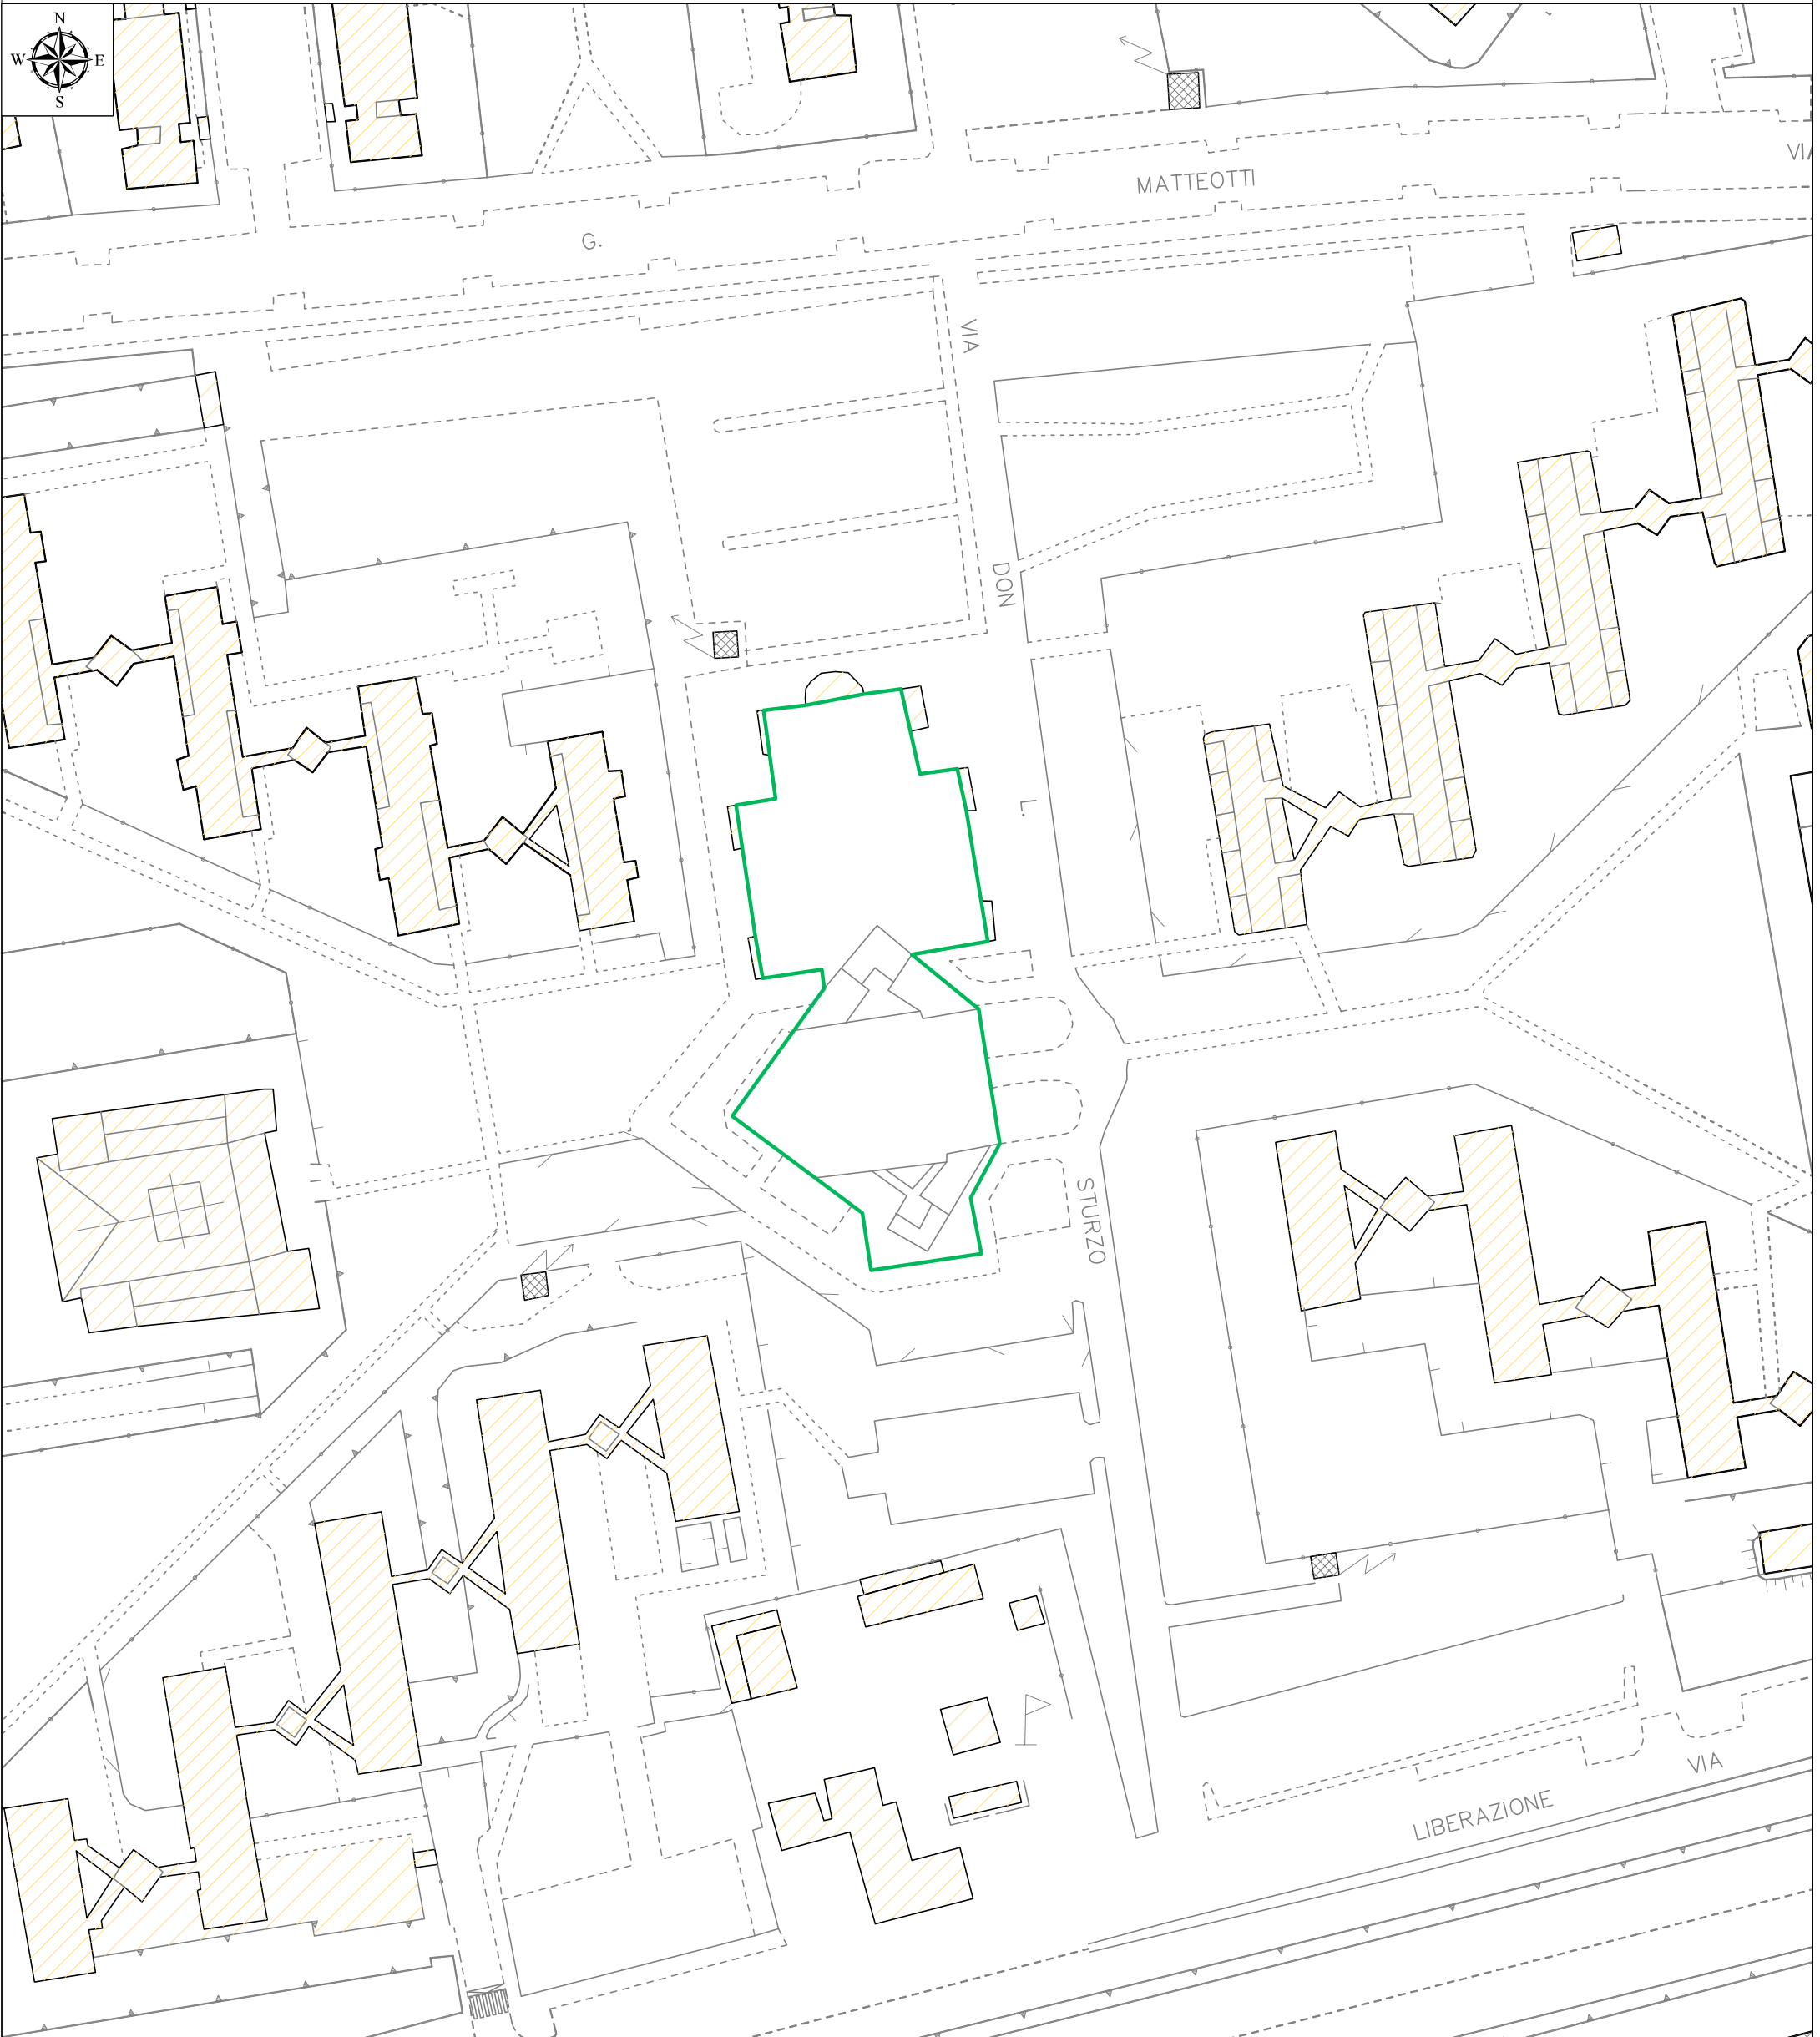 N
W E
S
VIA
MATTEOTTI
G.
VIA
DON
L.
STURZO
VIA
LIBERAZIONE